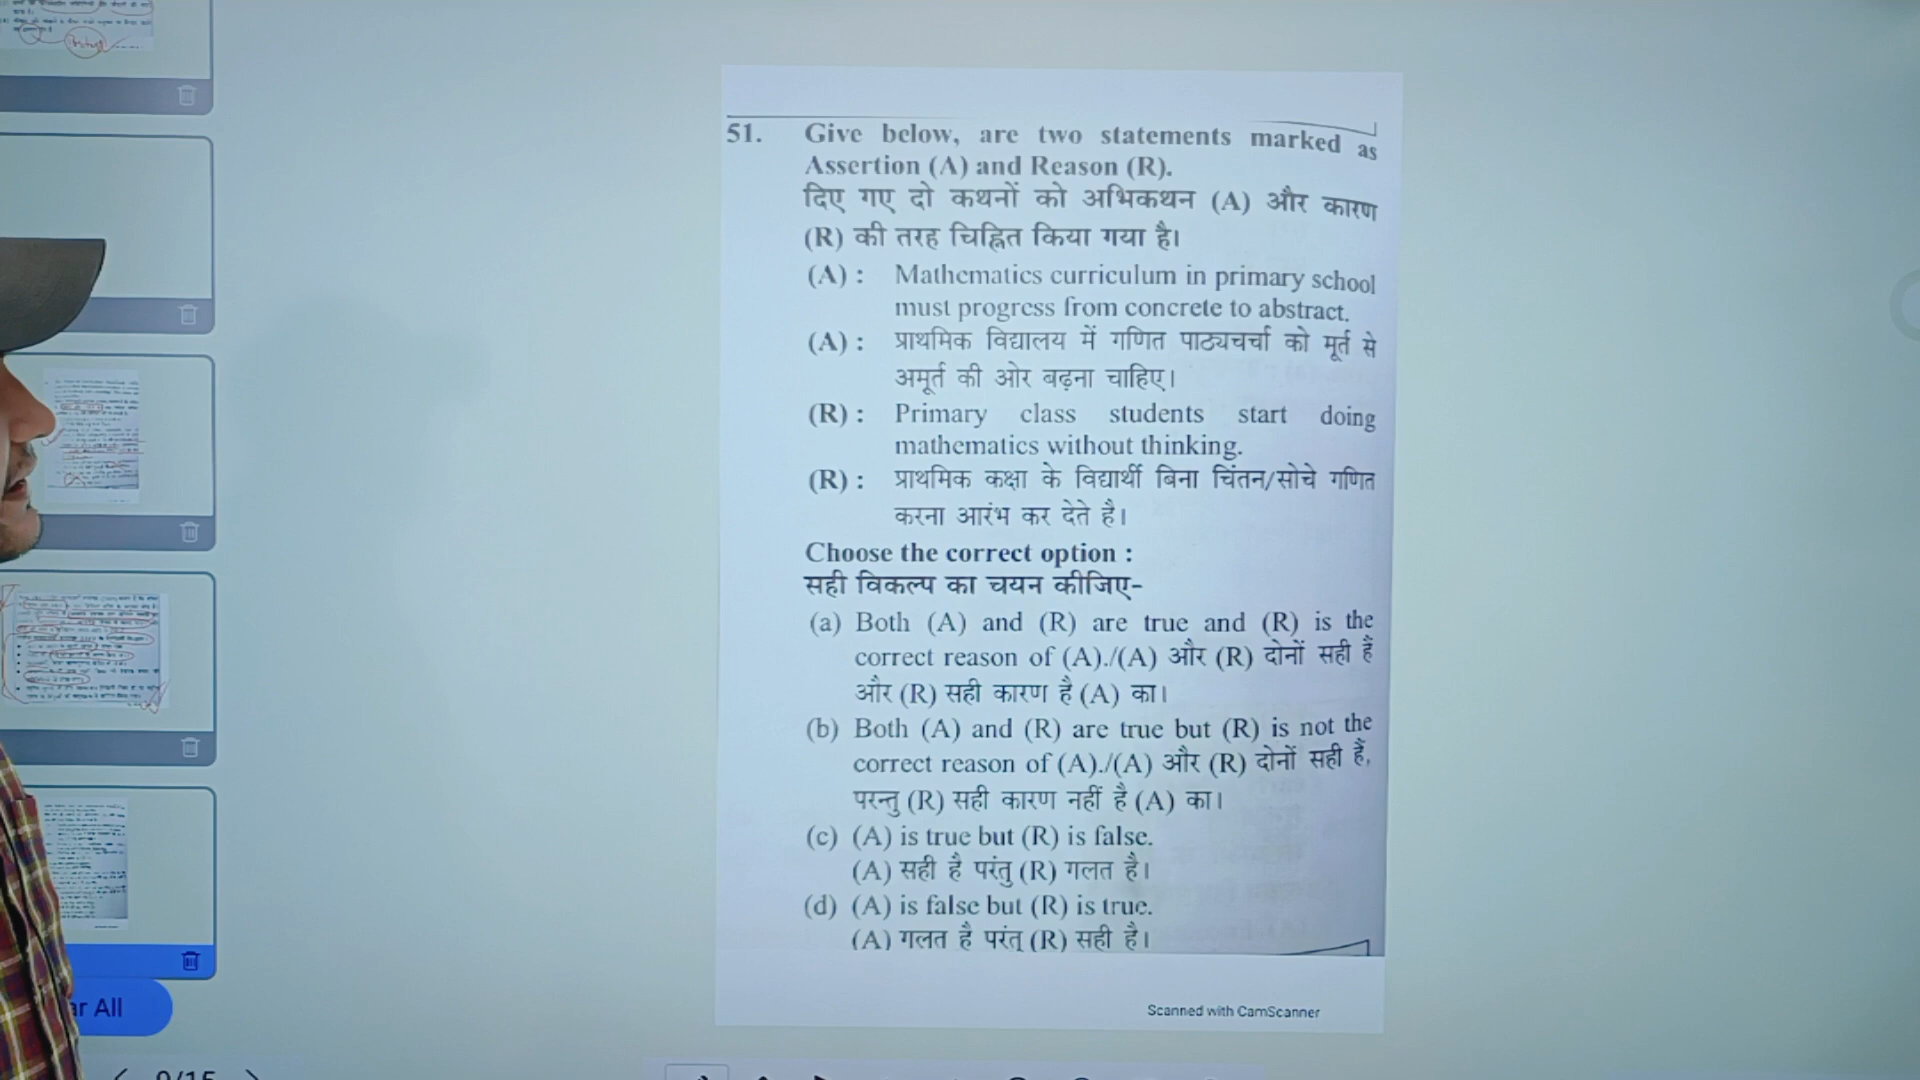 51. Give below, are two statements marked as
Assertion (A) and Reason (R).
दिए गए दो कथनों को अभिकथन (A) और कारण
(R) की तरह चिह्नित किया गया है।
(A) : Mathematics curriculum in primary school
must progress from concrete to abstract.
(A) : प्राथमिक विद्यालय में गणित पाठ्यचर्चा को मूर्त से
अमूर्त की ओर बढ़ना चाहिए।
(R) : Primary class students start doing
mathematics without thinking.
(R) : प्राथमिक कक्षा के विद्यार्थी बिना चिंतन/सोचे गणित
करना आरंभ कर देते है।
Choose the correct option :
सही विकल्प का चयन कीजिए-
(a) Both (A) and (R) are true and (R) is the
correct reason of (A)./(A) और (R) दोनों सही हैं
और (R) सही कारण है (A) का।
(b) Both (A) and (R) are true but (R) is not the
correct reason of (A)./(A) और (R) दोनों सही हैं,
परन्तु (R) सही कारण नहीं है (A) का।
(c) (A) is true but (R) is false.
(A) सही है परंतु (R) गलत है।
(d) (A) is false but (R) is true.
(A) गलत है परंतु (R) सही है।
Scanned with CamScanner
All
9/15